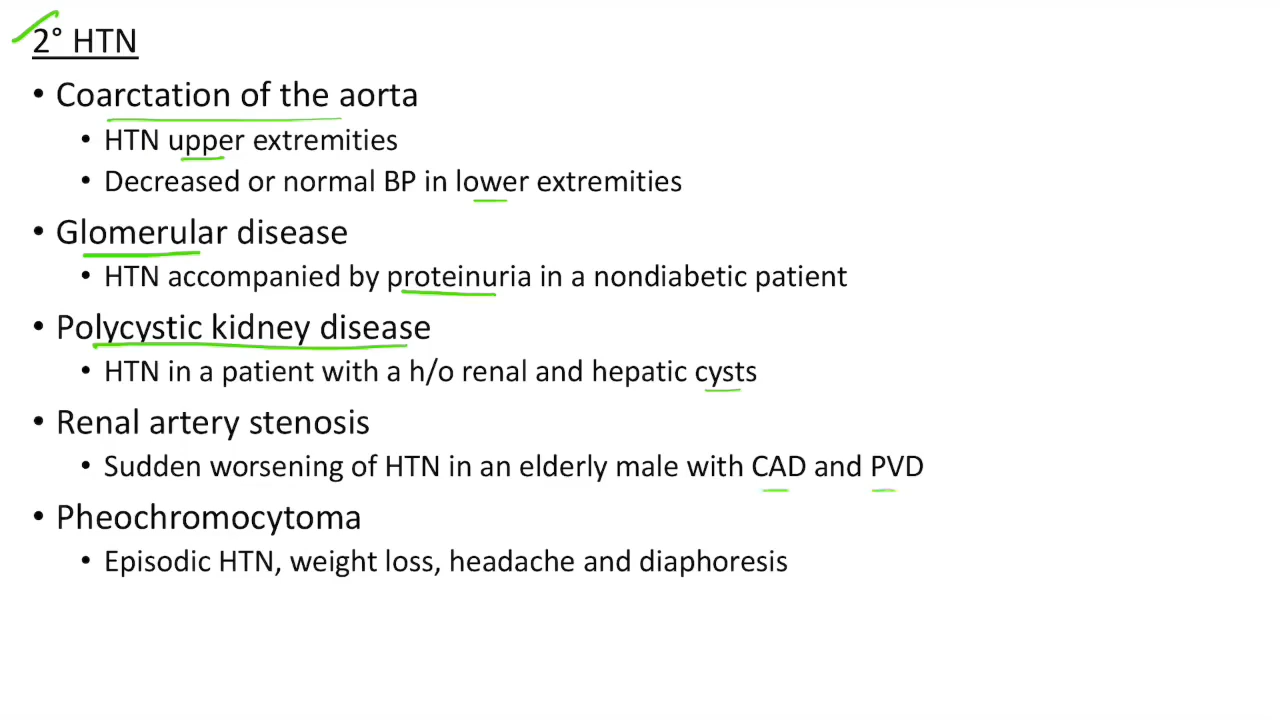 2° HTN
• Coarctation of the aorta
• HTN upper extremities
• Decreased or normal BP in lower extremities
• Glomerular disease
• HTN accompanied by proteinuria in a nondiabetic patient
• Polycystic kidney disease
• HTN in a patient with a h/o renal and hepatic cysts
• Renal artery stenosis
• Sudden worsening of HTN in an elderly male with CAD and PVD
• Pheochromocytoma
• Episodic HTN, weight loss, headache and diaphoresis